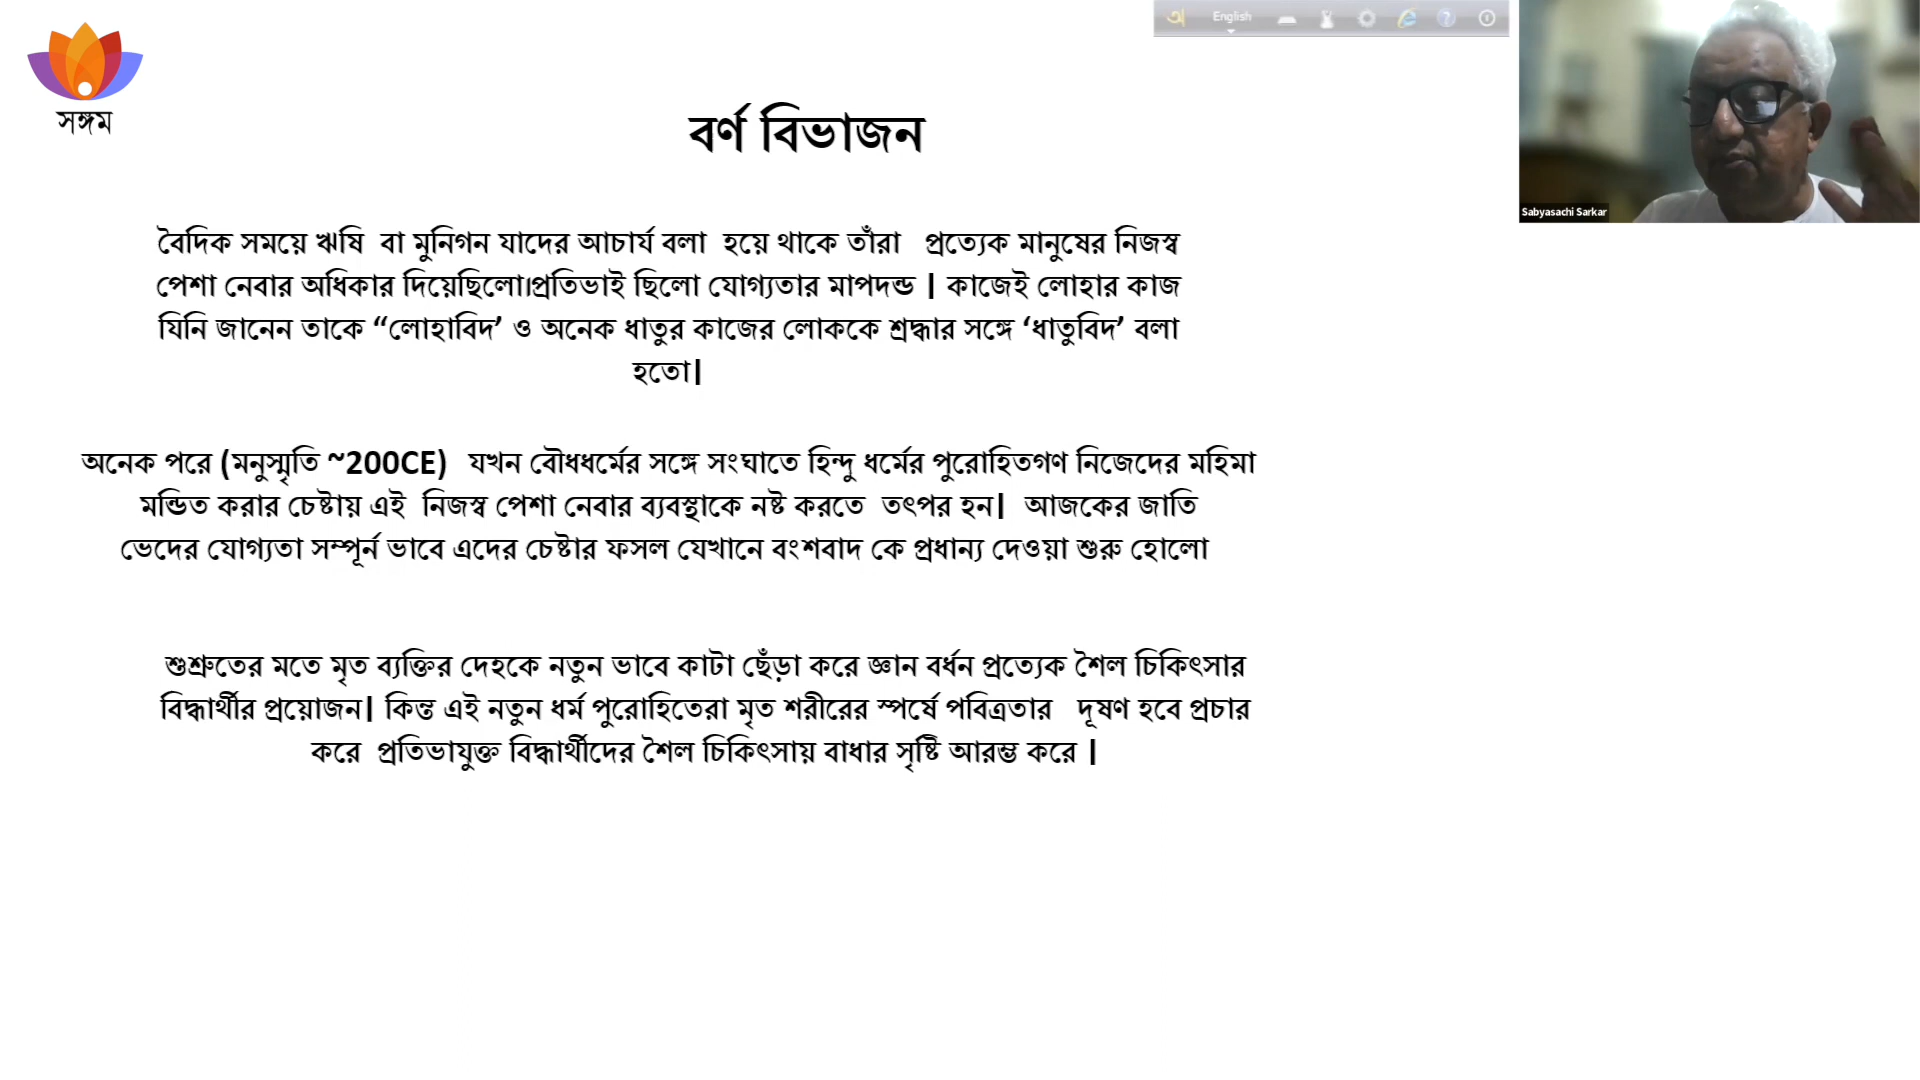 সঙ্গম
English
Sabyasachi Sarkar
বর্ণ বিভাজন
বৈদিক সময়ে ঋষি বা মুনিগন যাদের আচার্য বলা হয়ে থাকে তাঁরা প্রত্যেক মানুষের নিজস্ব
পেশা নেবার অধিকার দিয়েছিলো।প্রতিভাই ছিলো যোগ্যতার মাপদন্ড | কাজেই লোহার কাজ
যিনি জানেন তাকে “লোহাবিদ’ ও অনেক ধাতুর কাজের লোককে শ্রদ্ধার সঙ্গে ‘ধাতুবিদ’ বলা
হতো|
অনেক পরে (মনুস্মৃতি ~200CE) যখন বৌধধর্মের সঙ্গে সংঘাতে হিন্দু ধর্মের পুরোহিতগণ নিজেদের মহিমা
মন্ডিত করার চেষ্টায় এই নিজস্ব পেশা নেবার ব্যবস্থাকে নষ্ট করতে তৎপর হন| আজকের জাতি
ভেদের যোগ্যতা সম্পূর্ন ভাবে এদের চেষ্টার ফসল যেখানে বংশবাদ কে প্রধান্য দেওয়া শুরু হোলো
শুশ্রুতের মতে মৃত ব্যক্তির দেহকে নতুন ভাবে কাটা ছেঁড়া করে জ্ঞান বর্ধন প্রত্যেক শৈল চিকিৎসার
বিদ্ধার্থীর প্রয়োজন| কিন্ত এই নতুন ধর্ম পুরোহিতেরা মৃত শরীরের স্পর্ষে পবিত্রতার দূষণ হবে প্রচার
করে প্রতিভাযুক্ত বিদ্ধার্থীদের শৈল চিকিৎসায় বাধার সৃষ্টি আরম্ভ করে |